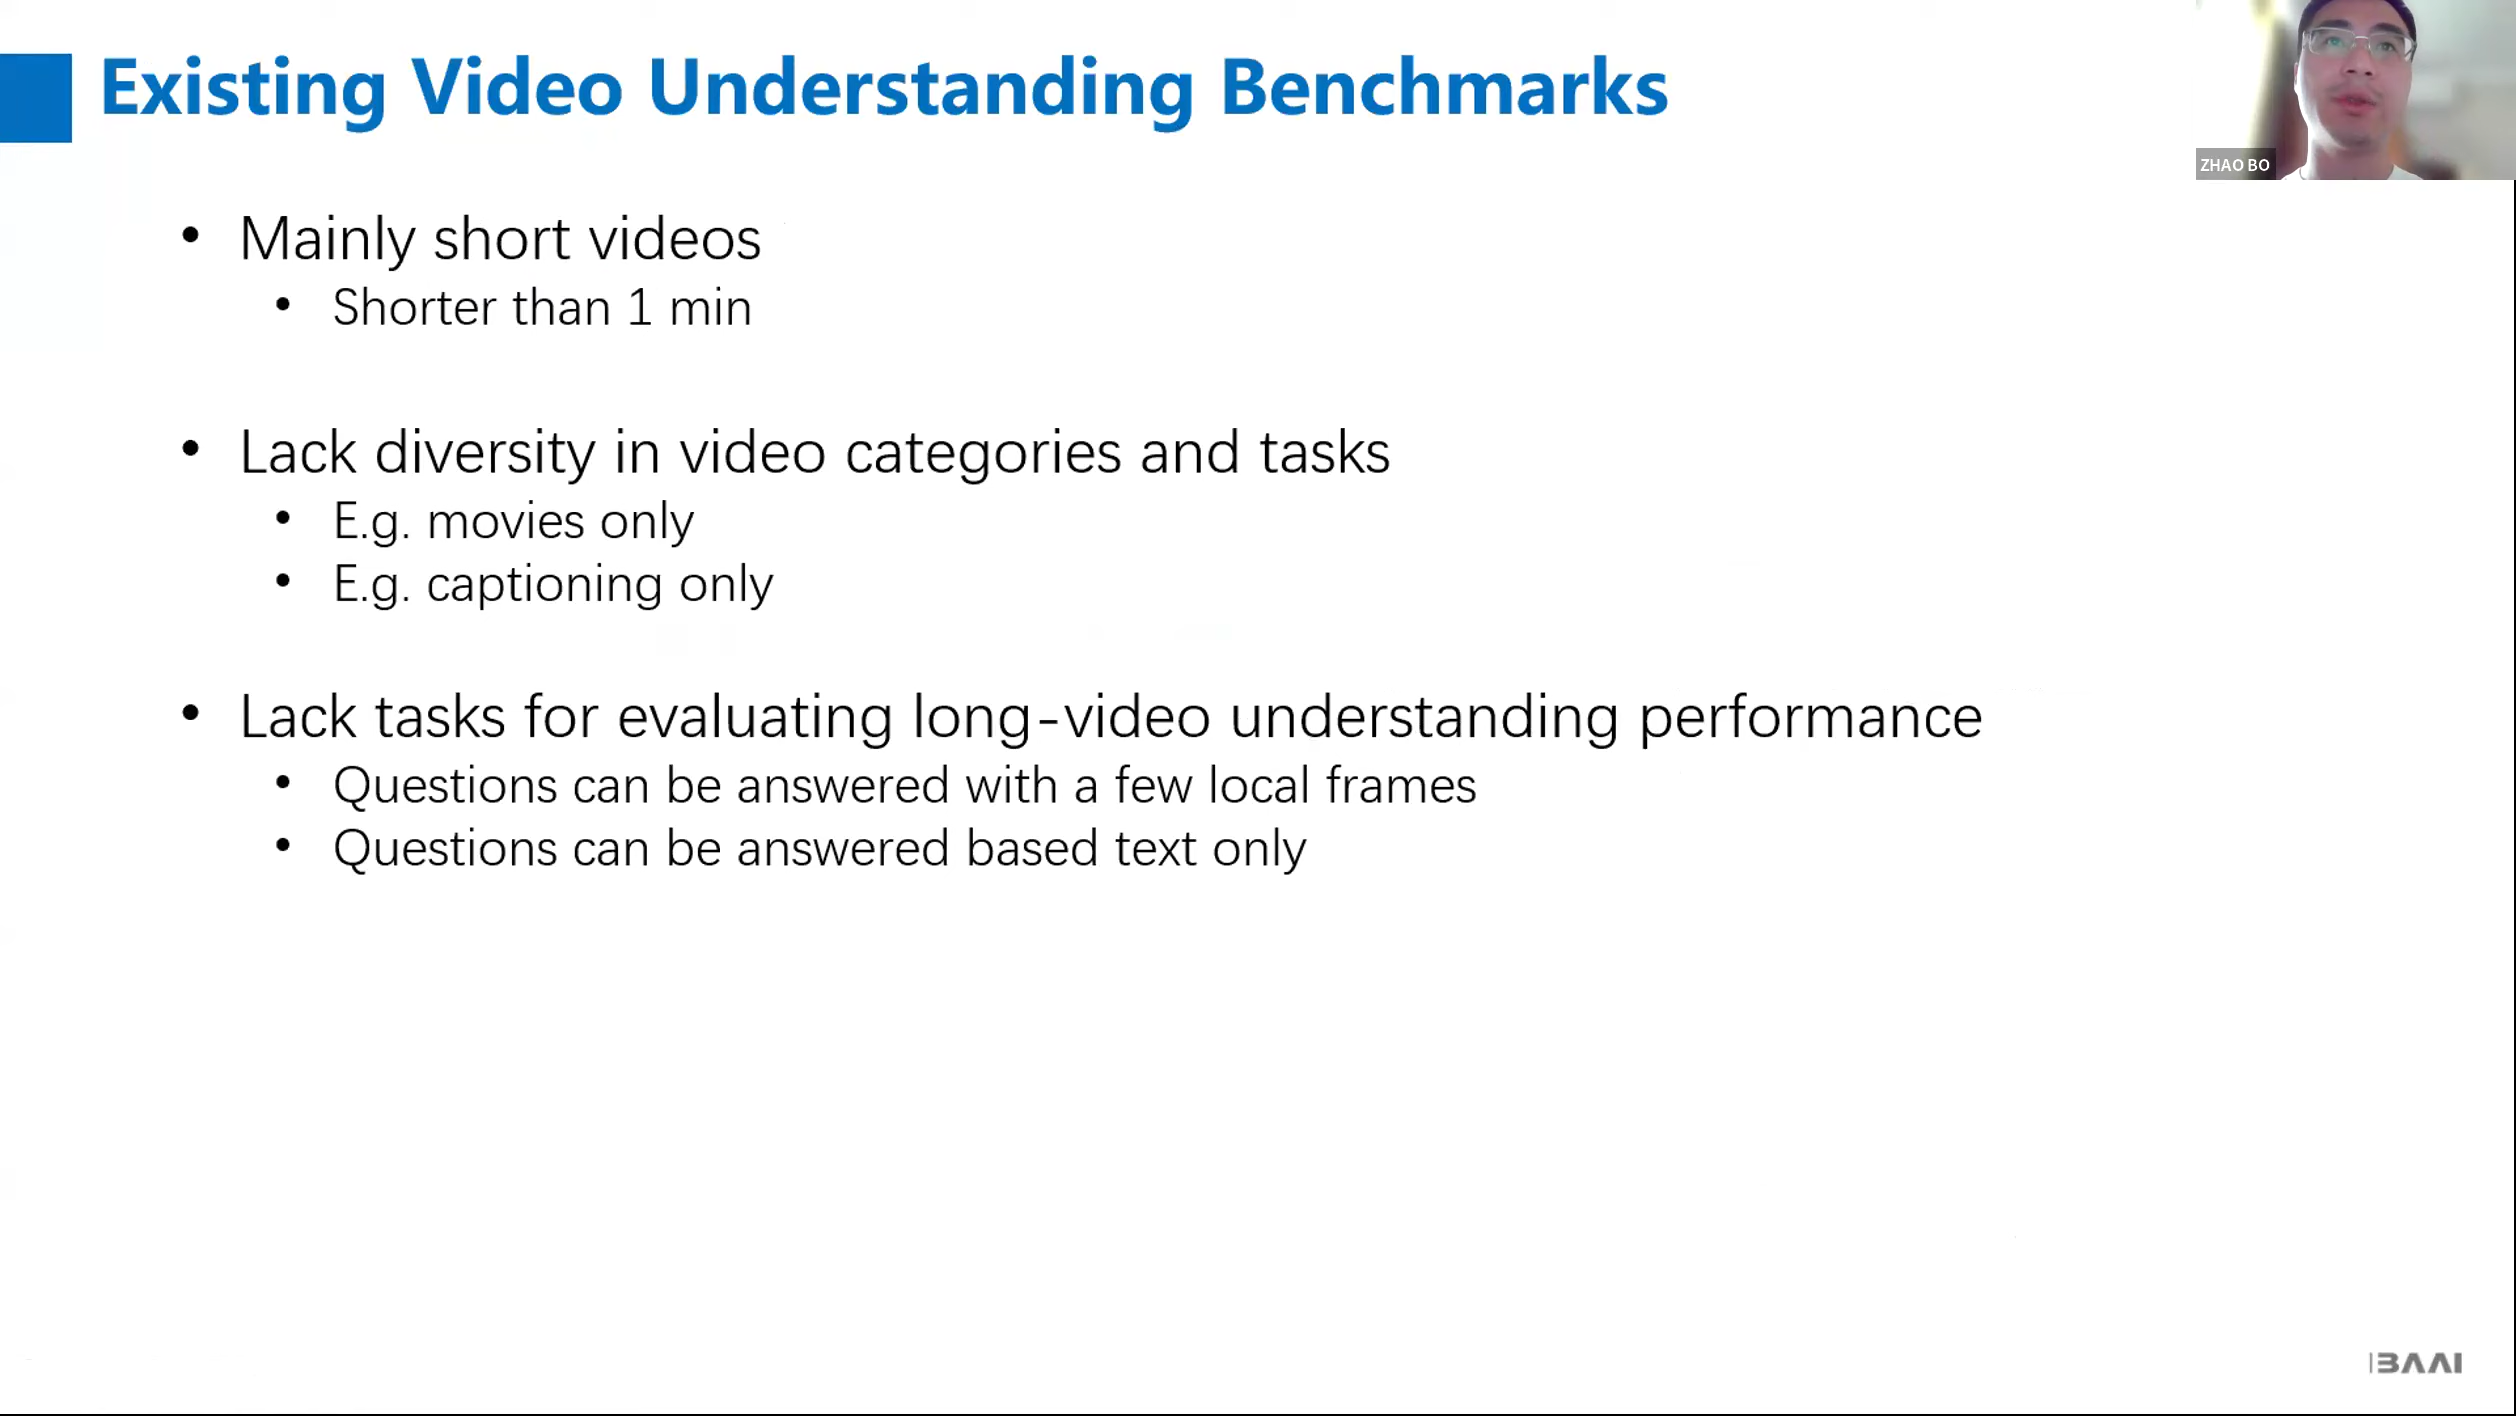 Existing Video Understanding Benchmarks
ZHAO BO
• Mainly short videos
• Shorter than 1 min
• Lack diversity in video categories and tasks
• E.g. movies only
• E.g. captioning only
• Lack tasks for evaluating long-video understanding performance
• Questions can be answered with a few local frames
• Questions can be answered based text only
BAAI